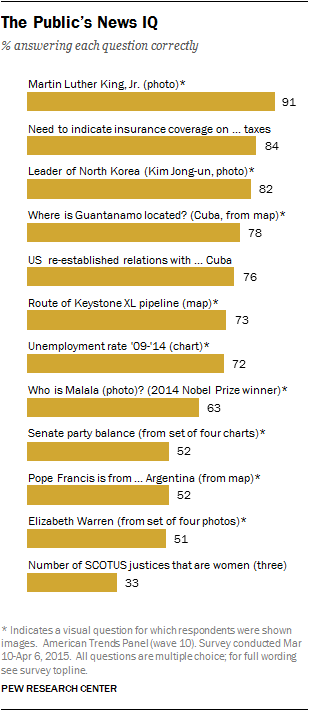 The Public's News IQ
% answering each question correctly
Martin Luther King, Jr. (photo)*
91
Need to indicate insurance coverage on ... taxes
84
Leader of North Korea (Kim Jong-un, photo)*
82
Where is Guantanamo located? (Cuba, from map)*
78
US re-established relations with ... Cuba
76
Route of Keystone XL pipeline (map)*
73
Unemployment rate '09-'14 (chart)*
72
Who is Malala (photo)? (2014 Nobel Prize winner)*
63
Senate party balance (from set of four charts)*
52
Pope Francis is from ... Argentina (from map)*
52
Elizabeth Warren (from set of four photos)*
51
Number of SCOTUS justices that are women (three)
33
* Indicates a visual question for which respondents were shown
images. American Trends Panel (wave 10). Survey conducted Mar
10-Apr 6, 2015. All questions are multiple choice; for full wording
see survey topline.
PEW RESEARCH CENTER